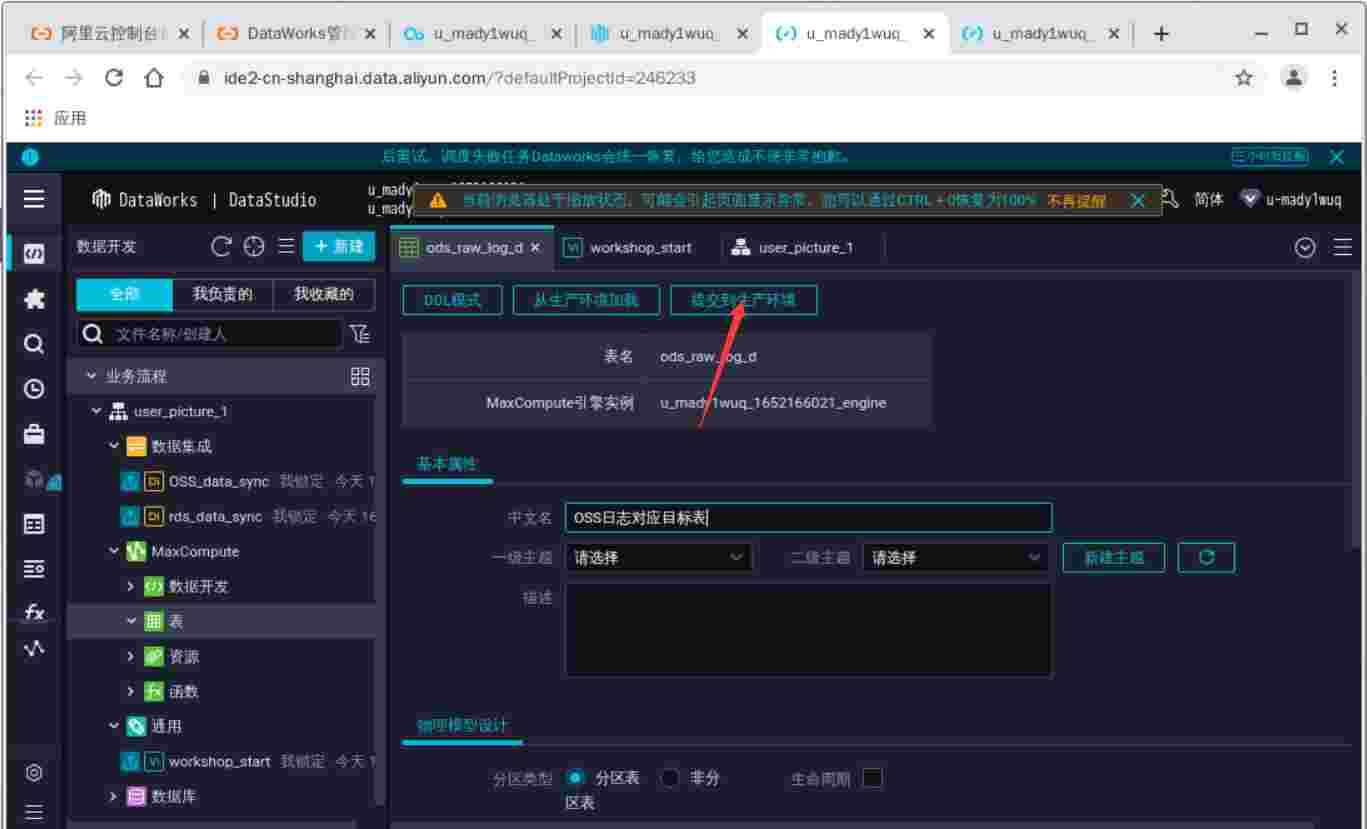 阿里云控制台
DataWorks管
u_mady1wuq_
u_mady1wuq_
u_mady1wuq_
u_mady1wuq_
ide2-cn-shanghai.data.aliyun.com/?defaultProjectId=246233
应用
后重试，调度失败任务Dataworks会统一恢复，给您造成不便非常抱歉。
DataWorks | DataStudio
u_mady
u_mady
当前浏览器处于缩放状态，可能会引起页面显示异常，您可以通过CTRL + 0恢复为100% 不再提醒
简体
u-mady1wuq
数据开发
新建
ods_raw_log_d
workshop_start
user_picture_1
全部 我负责的 我收藏的
DDL模式 从生产环境加载 提交到生产环境
文件名称/创建人
表名 ods_raw_log_d
业务流程
MaxCompute引擎实例 u_mady1wuq_1652166021_engine
user_picture_1
数据集成
基本属性
OSS_data_sync 我锁定 今天 1
中文名 OSS日志对应目标表
rds_data_sync 我锁定 今天 16
MaxCompute
一级主题 请选择 二级主题 请选择 新建主题
数据开发
描述
表
资源
函数
通用
物理模型设计
workshop_start 我锁定 今天 1
分区类型 分区表 非分
区表
生命周期
数据库